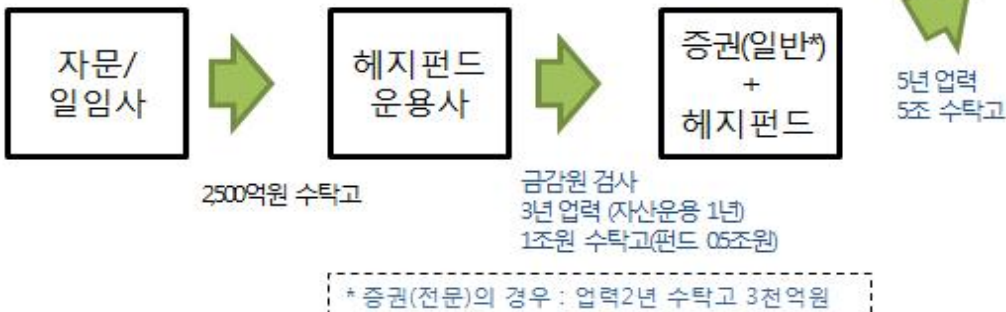 자문/
일임사
헤지펀드
운용사
증권(일반*)
+
헤지펀드
5년 업력
5조 수탁고
2,500억원 수탁고
금감원 검사
3년 업력 (자산운용 1년)
1조원 수탁고(펀드 0.5조원)
* 증권(전문)의 경우 : 업력2년 수탁고 3천억원